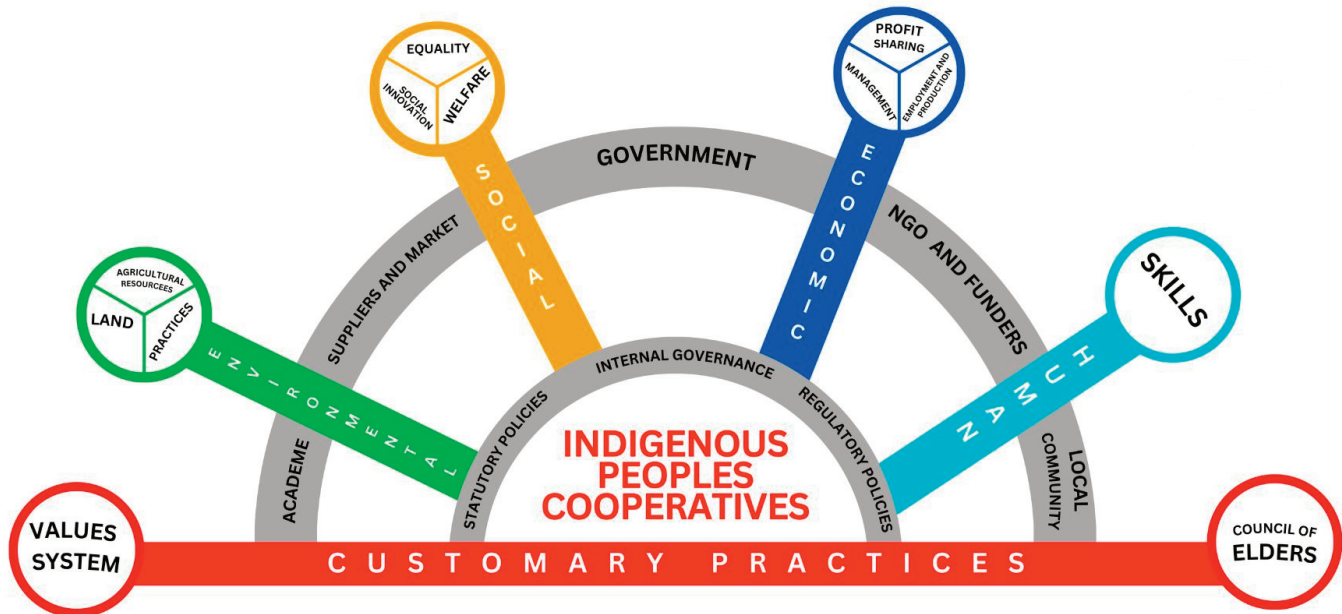 EQUALITY
SOCIAL
INNOVATION
WELFARE
PROFIT
SHARING
MANAGEMENT
EMPLOYMENT AND
PRODUCTION
AGRICULTURAL
RESOURCEES
LAND
PRACTICES
SKILLS
SOCIAL
ECONOMIC
ENVIRONMENTAL
HUMAN
ACADEME
SUPPLIERS AND MARKET
GOVERNMENT
NGO AND FUNDERS
LOCAL
COMMUNITY
STATUTORY POLICIES
INTERNAL GOVERNANCE
REGULATORY POLICIES
INDIGENOUS
PEOPLES
COOPERATIVES
VALUES
SYSTEM
CUSTOMARY PRACTICES
COUNCIL OF
ELDERS